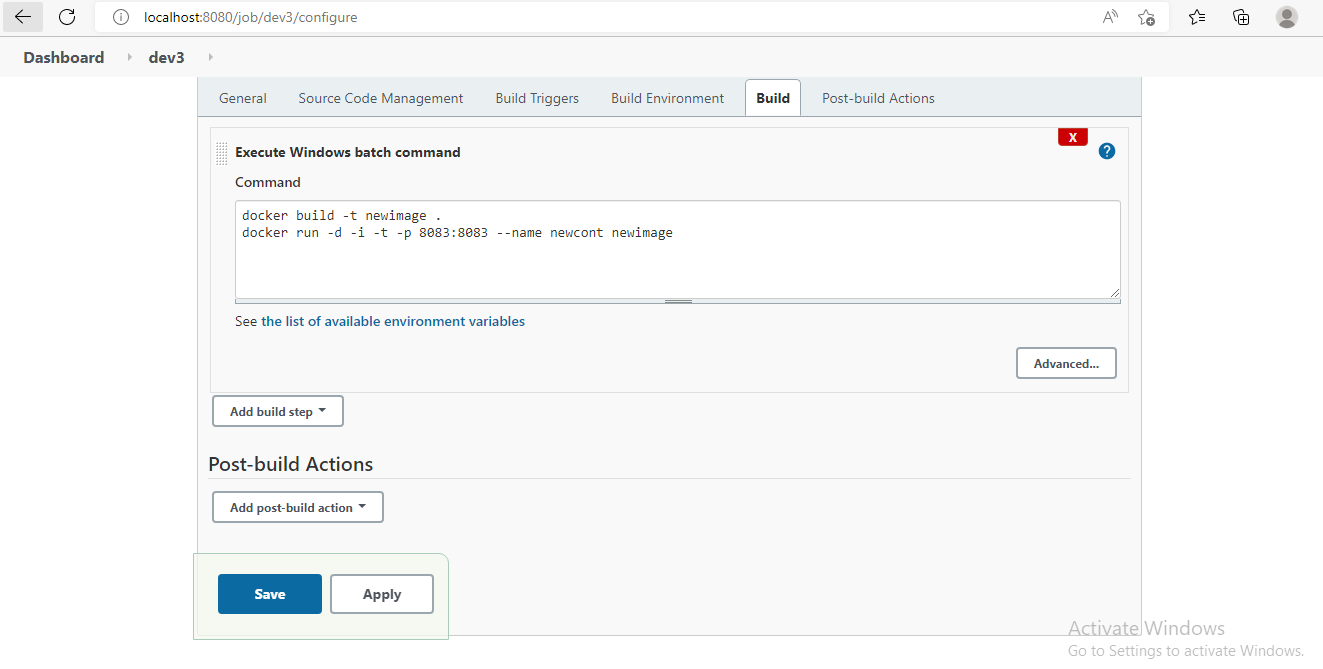 localhost:8080/job/dev3/configure
Dashboard dev3
General Source Code Management Build Triggers Build Environment Build Post-build Actions
X
Execute Windows batch command ?
Command
docker build -t newimage .
docker run -d -i -t -p 8083:8083 --name newcont newimage
See the list of available environment variables
Advanced...
Add build step
Post-build Actions
Add post-build action
Save Apply
Activate Windows
Go to Settings to activate Windows.